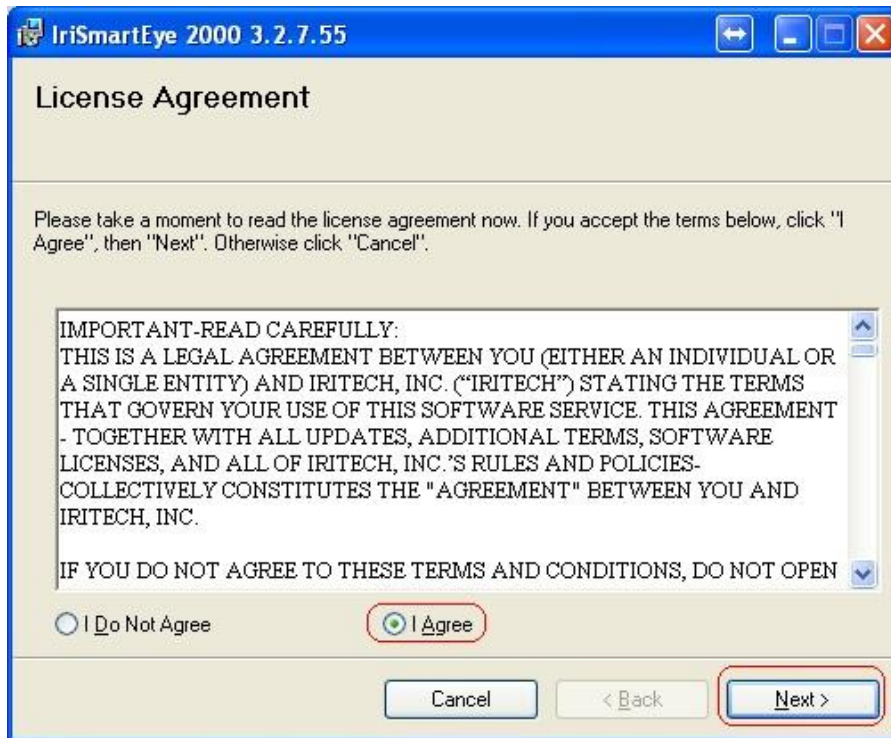 IriSmartEye 2000 3.2.7.55
License Agreement
Please take a moment to read the license agreement now. If you accept the terms below, click "I
Agree", then "Next". Otherwise click "Cancel".
IMPORTANT-READ CAREFULLY:
THIS IS A LEGAL AGREEMENT BETWEEN YOU (EITHER AN INDIVIDUAL OR
A SINGLE ENTITY) AND IRITECH, INC. (“IRITECH”) STATING THE TERMS
THAT GOVERN YOUR USE OF THIS SOFTWARE SERVICE. THIS AGREEMENT
- TOGETHER WITH ALL UPDATES, ADDITIONAL TERMS, SOFTWARE
LICENSES, AND ALL OF IRITECH, INC.’S RULES AND POLICIES-
COLLECTIVELY CONSTITUTES THE "AGREEMENT" BETWEEN YOU AND
IRITECH, INC.
IF YOU DO NOT AGREE TO THESE TERMS AND CONDITIONS, DO NOT OPEN
I Do Not Agree
I Agree
Cancel
< Back
Next >